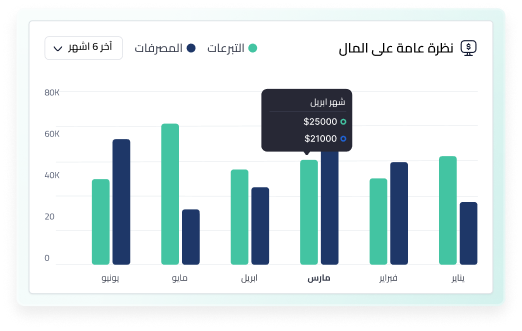 نظرة عامة على المال
التبرعات
المصرفات
آخر 6 اشهر
80K
60K
40K
20
0
شهر ابريل
$25000
$21000
يناير
فبراير
مارس
ابريل
مايو
يونيو